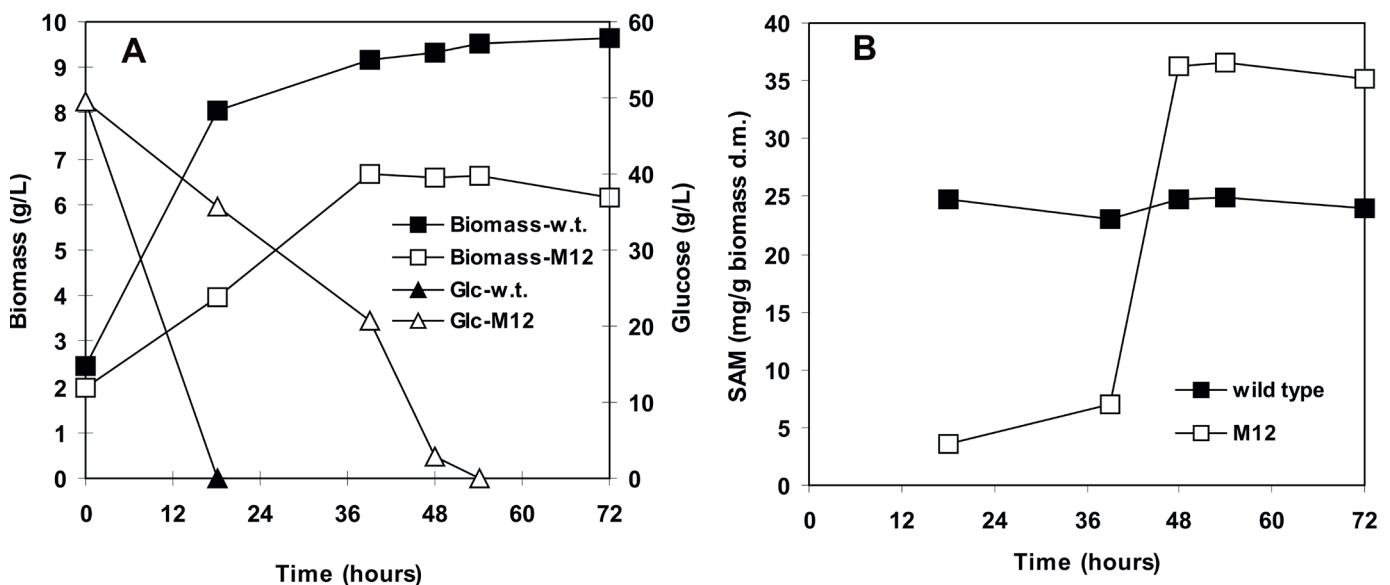 A
Biomass (g/L)
10
9
8
7
6
5
4
3
2
1
0
0 12 24 36 48 60 72
Time (hours)
60
50
40
30
20
10
0
Glucose (g/L)
Biomass-w.t.
Biomass-M12
Glc-w.t.
Glc-M12
B
SAM (mg/g biomass d.m.)
40
35
30
25
20
15
10
5
0
0 12 24 36 48 60 72
Time (hours)
wild type
M12